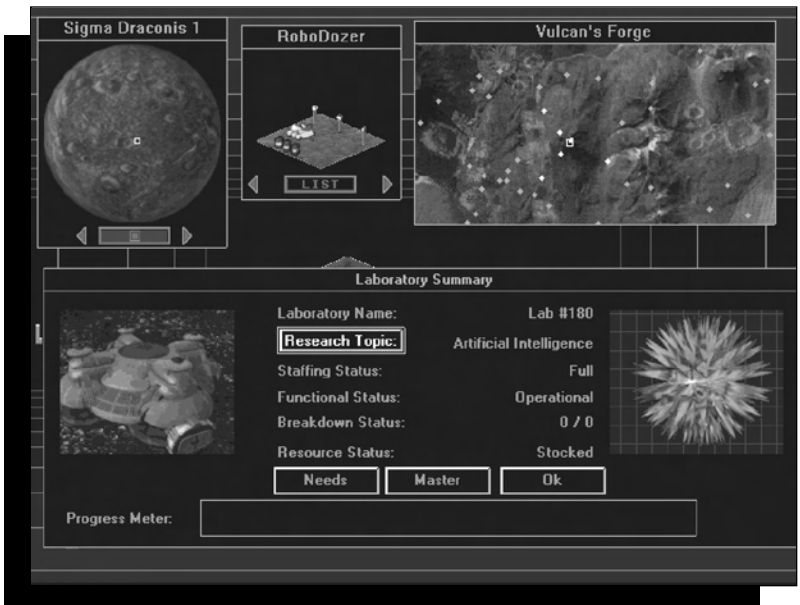 Sigma Draconis 1
RoboDozer
Vulcan's Forge
LIST
Laboratory Summary
Laboratory Name: Lab #180
Research Topic: Artificial Intelligence
Staffing Status: Full
Functional Status: Operational
Breakdown Status: 0 / 0
Resource Status: Stocked
Needs Master Ok
Progress Meter: